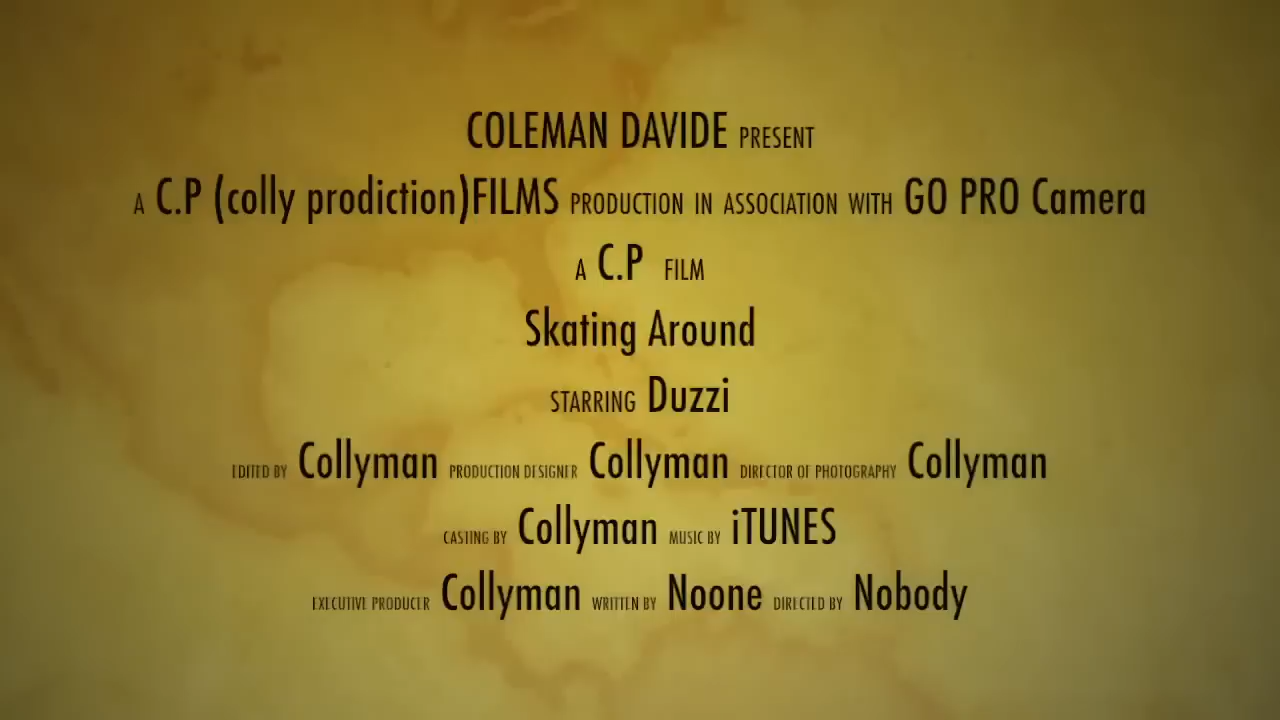 COLEMAN DAVIDE PRESENT
A C.P (colly prodiction)FILMS PRODUCTION IN ASSOCIATION WITH GO PRO Camera
A C.P FILM
Skating Around
STARRING Duzzi
EDITED BY Collyman PRODUCTION DESIGNER Collyman DIRECTOR OF PHOTOGRAPHY Collyman
CASTING BY Collyman MUSIC BY iTUNES
EXECUTIVE PRODUCER Collyman WRITTEN BY Noone DIRECTED BY Nobody